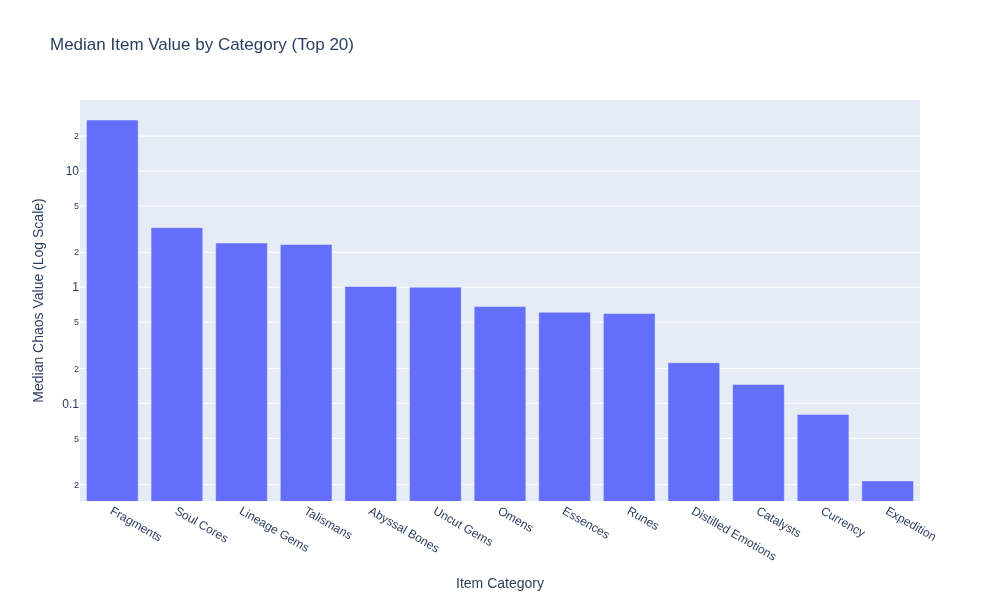 Median Item Value by Category (Top 20)
Median Chaos Value (Log Scale)
2
10
5
2
1
5
2
0.1
5
2
Fragments
Soul Cores
Lineage Gems
Talismans
Abyssal Bones
Uncut Gems
Omens
Essences
Runes
Distilled Emotions
Catalysts
Currency
Expedition
Item Category